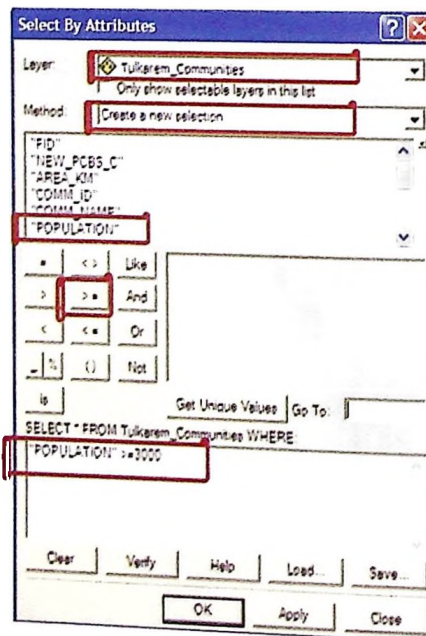 Select By Attributes
Layer: Tulkarem_Communities
Only show selectable layers in this list
Method: Create a new selection
"FID"
"NEW_PCBS_C"
"AREA_KM"
"COMM_ID"
"COMM_NAME"
"POPULATION"
= < > Like
> > = And
< < = Or
_ % () Not
Is Get Unique Values Go To:
SELECT * FROM Tulkarem_Communities WHERE:
"POPULATION" >=3000
Clear Verify Help Load... Save...
OK Apply Close